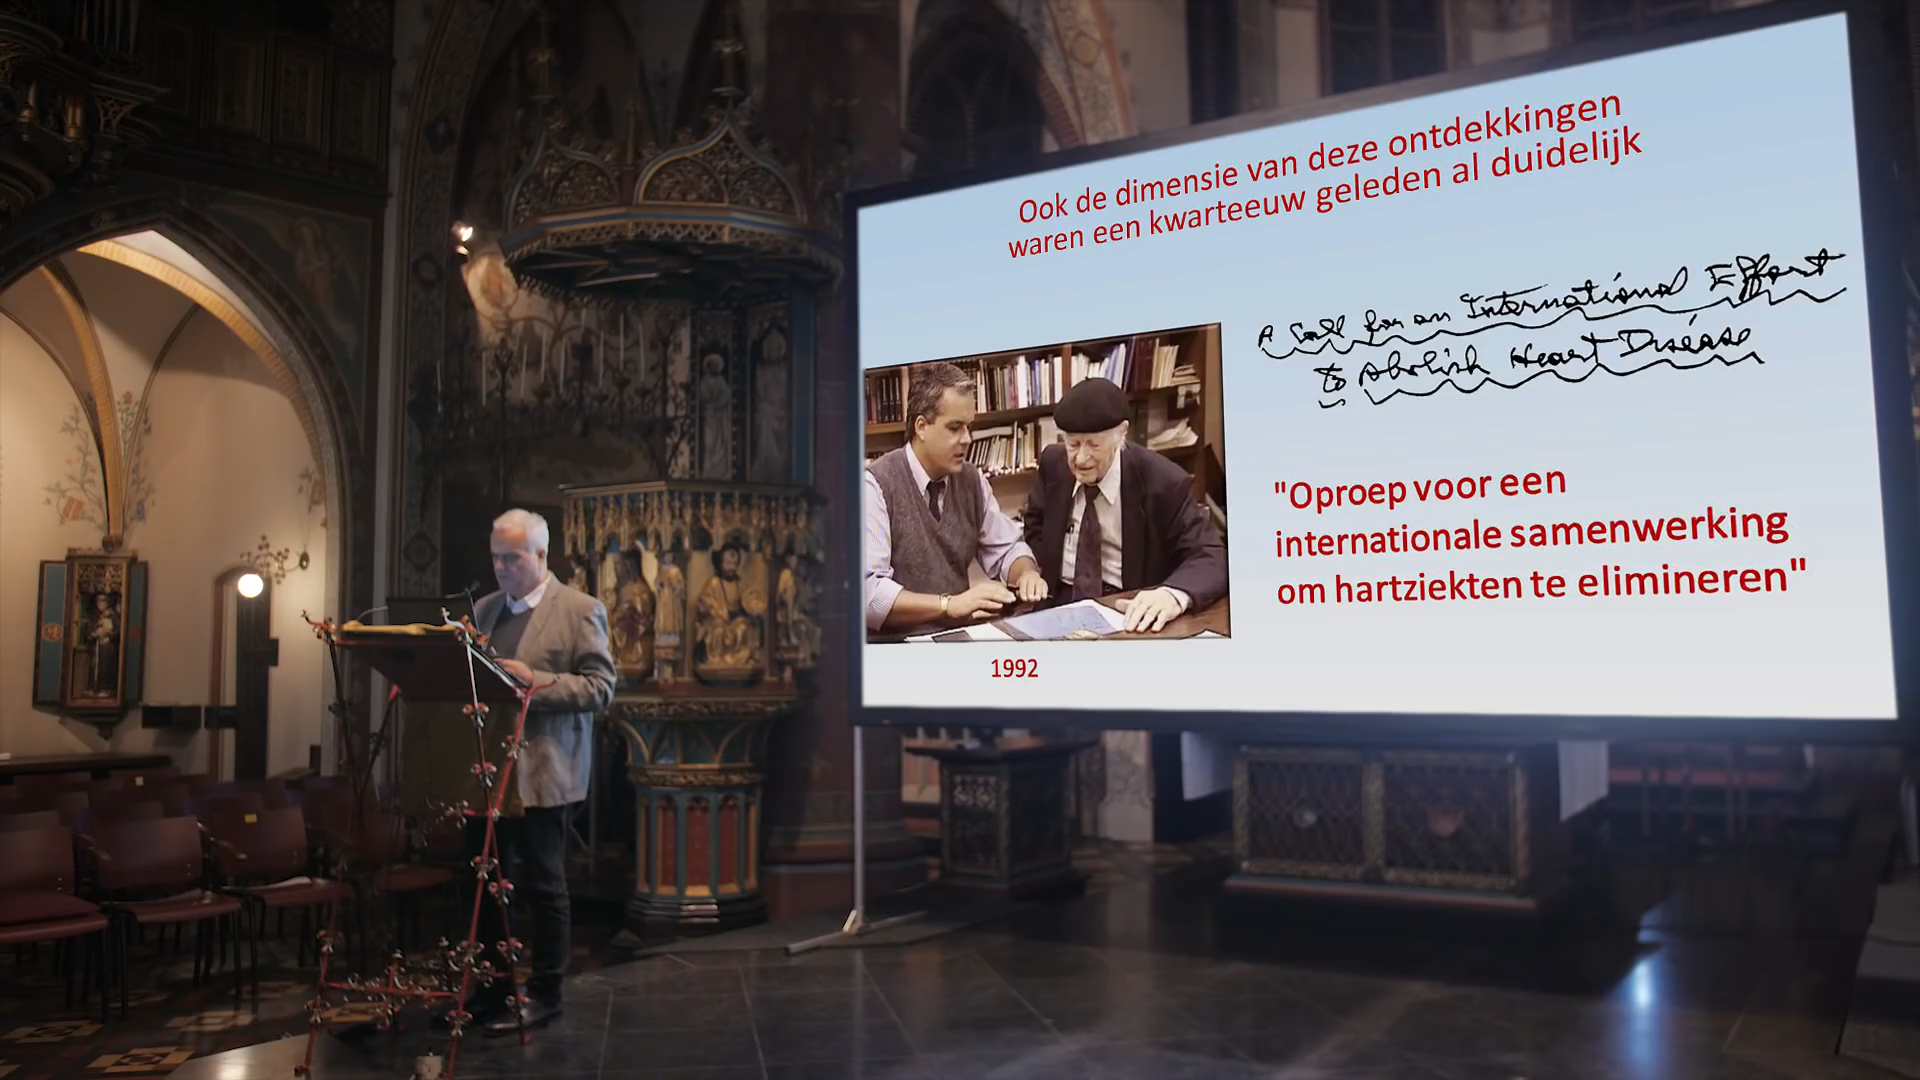 Ook de dimensie van deze ontdekkingen
waren een kwarteeuw geleden al duidelijk
A Call for an International Effort
to Abolish Heart Disease
"Oproep voor een
internationale samenwerking
om hartziekten te elimineren"
1992